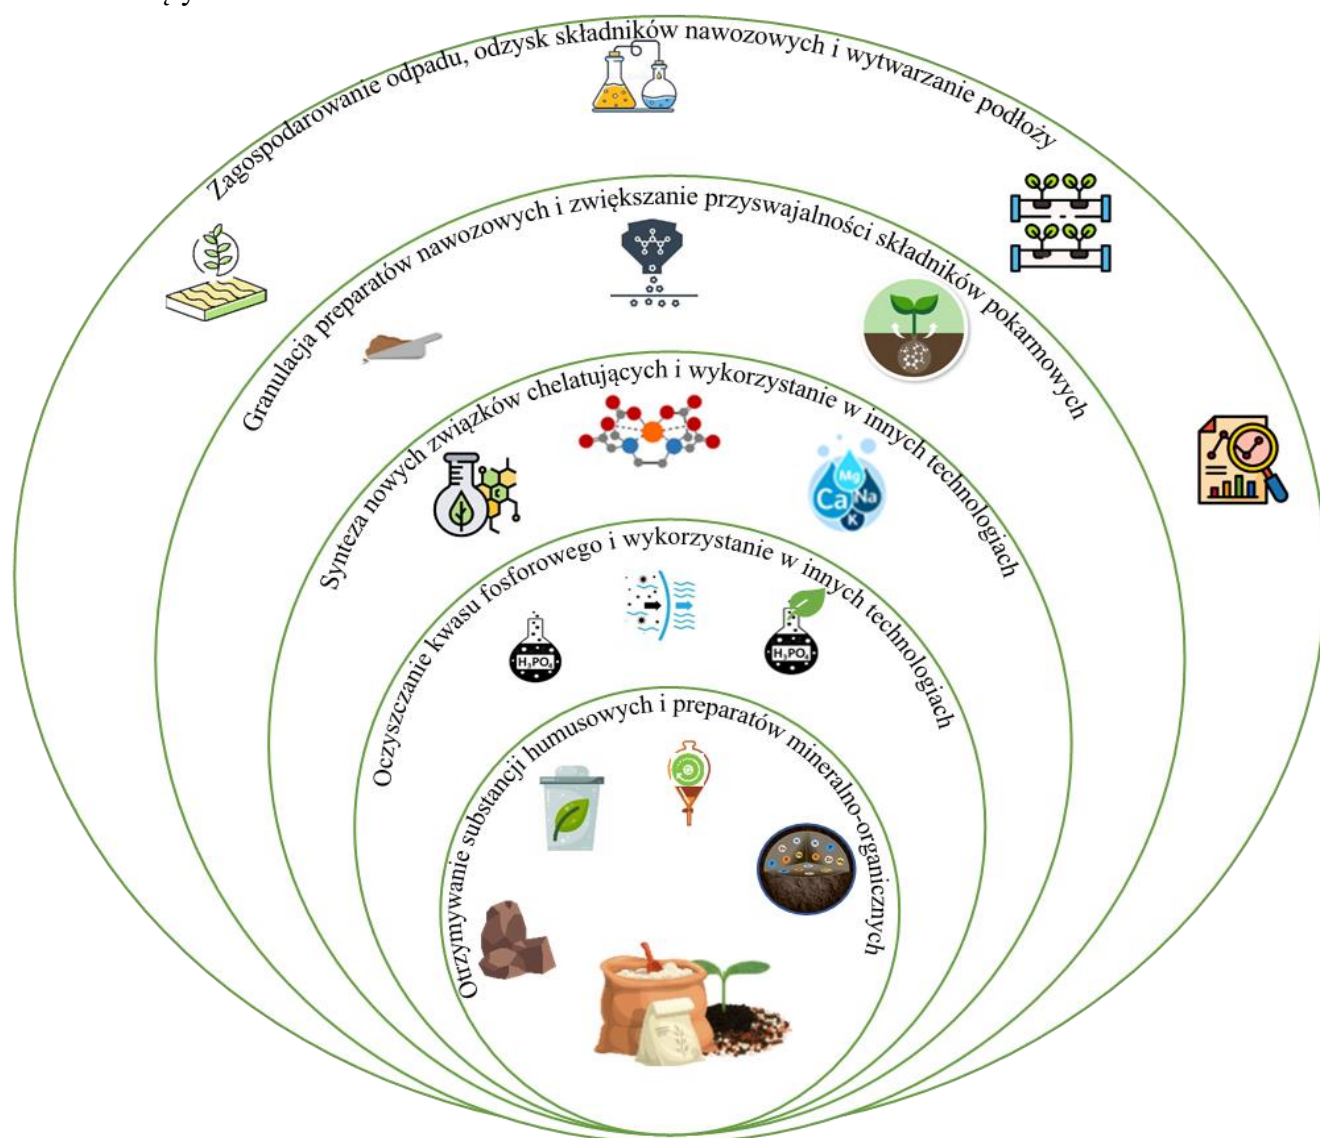 Zagospodarowanie odpadu, odzysk składników nawozowych i wytwarzanie podłoży
Granulacja preparatów nawozowych i zwiększanie przyswajalności składników pokarmowych
Synteza nowych związków chelatujących i wykorzystanie w innych technologiach
Mg
Ca Na
K
Oczyszczanie kwasu fosforowego i wykorzystanie w innych technologiach
H₃PO₄
H₃PO₄
Otrzymywanie substancji humusowych i preparatów mineralno-organicznych